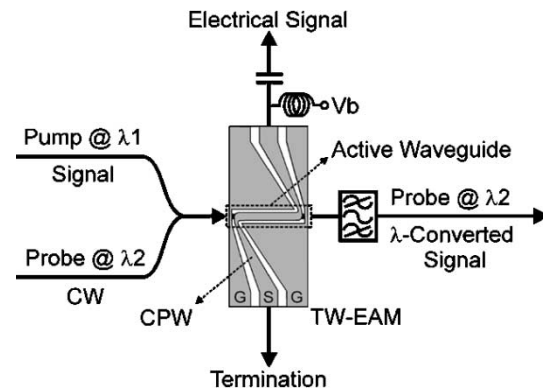 Electrical Signal
Vb
Pump @ λ1
Signal
Active Waveguide
Probe @ λ2
CW
Probe @ λ2
λ-Converted
Signal
CPW
G S G
TW-EAM
Termination